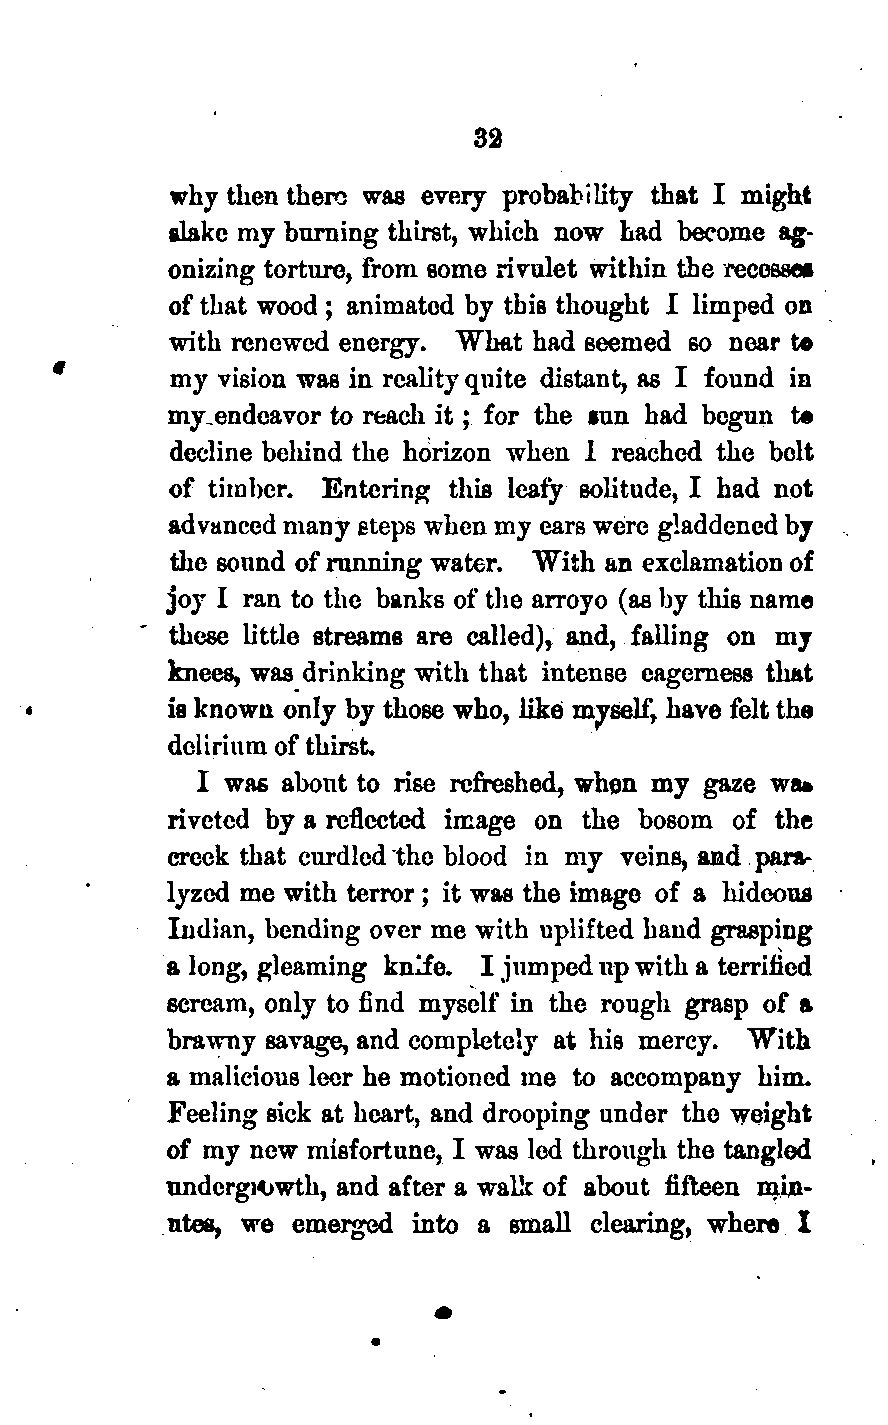 32
why then there was every probability that I might
slake my burning thirst, which now had become ag-
onizing torture, from some rivulet within the recesses
of that wood ; animated by this thought I limped on
with renewed energy. What had seemed so near to
my vision was in reality quite distant, as I found in
my endeavor to reach it ; for the sun had begun to
decline behind the horizon when I reached the belt
of timber. Entering this leafy solitude, I had not
advanced many steps when my ears were gladdened by
the sound of running water. With an exclamation of
joy I ran to the banks of the arroyo (as by this name
these little streams are called), and, falling on my
knees, was drinking with that intense eagerness that
is known only by those who, like myself, have felt the
delirium of thirst.
I was about to rise refreshed, when my gaze was
riveted by a reflected image on the bosom of the
creek that curdled the blood in my veins, and para-
lyzed me with terror ; it was the image of a hideous
Indian, bending over me with uplifted hand grasping
a long, gleaming knife. I jumped up with a terrified
scream, only to find myself in the rough grasp of a
brawny savage, and completely at his mercy. With
a malicious leer he motioned me to accompany him.
Feeling sick at heart, and drooping under the weight
of my new misfortune, I was led through the tangled
undergrowth, and after a walk of about fifteen min-
utes, we emerged into a small clearing, where I